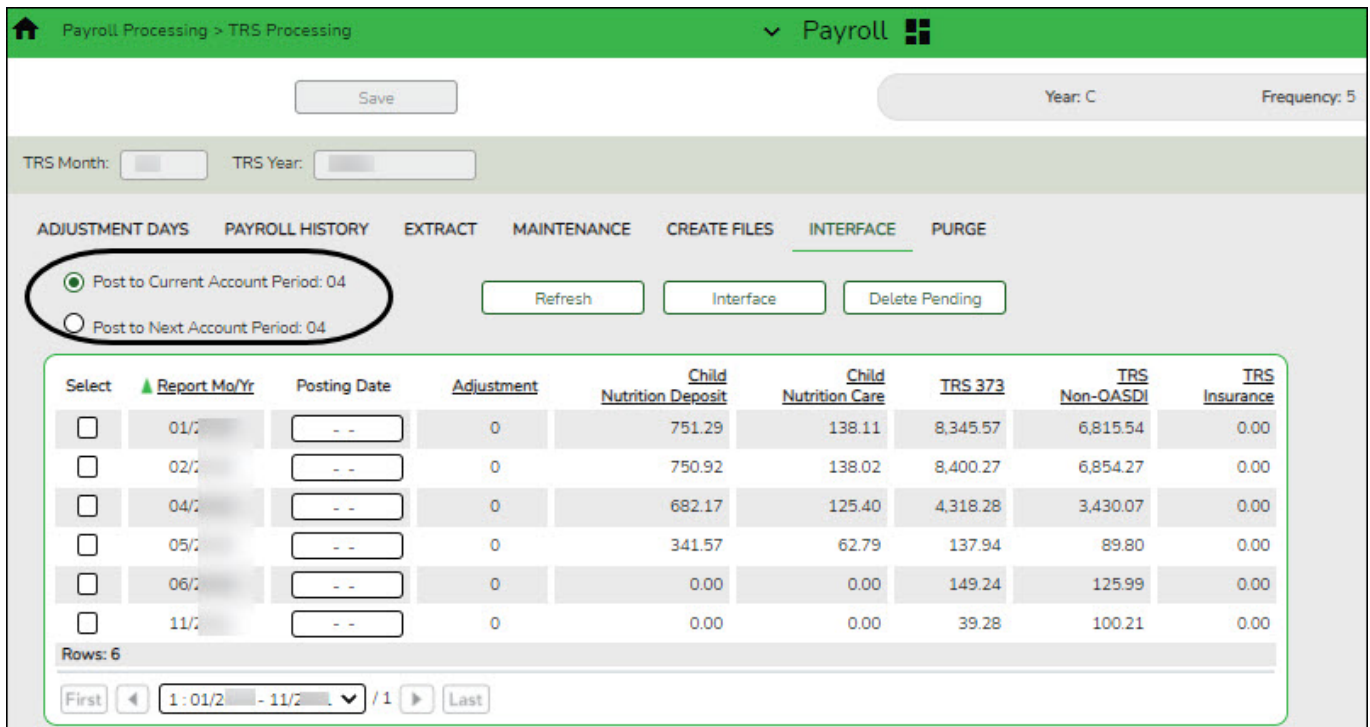 Payroll Processing > TRS Processing Payroll
Save Year: C Frequency: 5
TRS Month: TRS Year:
ADJUSTMENT DAYS PAYROLL HISTORY EXTRACT MAINTENANCE CREATE FILES INTERFACE PURGE
Post to Current Account Period: 04
Refresh Interface Delete Pending
Post to Next Account Period: 04
Select Report Mo/Yr Posting Date Adjustment Child Nutrition Deposit Child Nutrition Care TRS 373 TRS Non-OASDI TRS Insurance
01/2 - - 0 751.29 138.11 8,345.57 6,815.54 0.00
02/2 - - 0 750.92 138.02 8,400.27 6,854.27 0.00
04/2 - - 0 682.17 125.40 4,318.28 3,430.07 0.00
05/2 - - 0 341.57 62.79 137.94 89.80 0.00
06/2 - - 0 0.00 0.00 149.24 125.99 0.00
11/2 - - 0 0.00 0.00 39.28 100.21 0.00
Rows: 6
First 1 : 01/2 - 11/2 / 1 Last